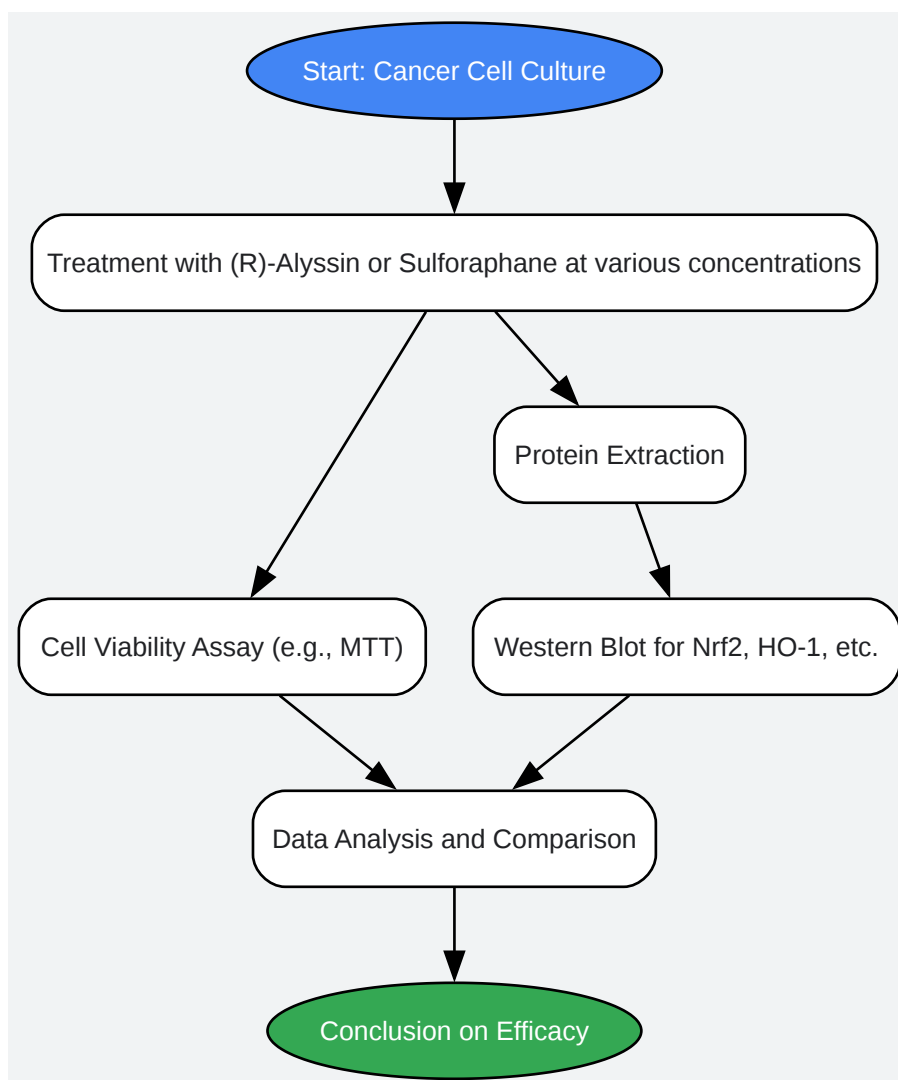 Start: Cancer Cell Culture
Treatment with (R)-Alyssin or Sulforaphane at various concentrations
Protein Extraction
Cell Viability Assay (e.g., MTT)
Western Blot for Nrf2, HO-1, etc.
Data Analysis and Comparison
Conclusion on Efficacy